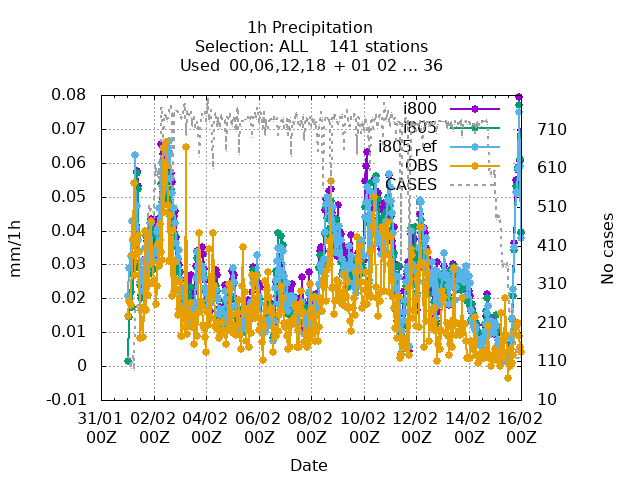 1h Precipitation
Selection: ALL    141 stations
Used  00,06,12,18 + 01 02 ... 36
0.08
0.07
0.06
0.05
0.04
0.03
0.02
0.01
0
-0.01
mm/1h
i800
i805
i805_ref
OBS
CASES
710
610
510
410
310
210
110
10
No cases
31/01 02/02 04/02 06/02 08/02 10/02 12/02 14/02 16/02
00Z 00Z 00Z 00Z 00Z 00Z 00Z 00Z 00Z
Date